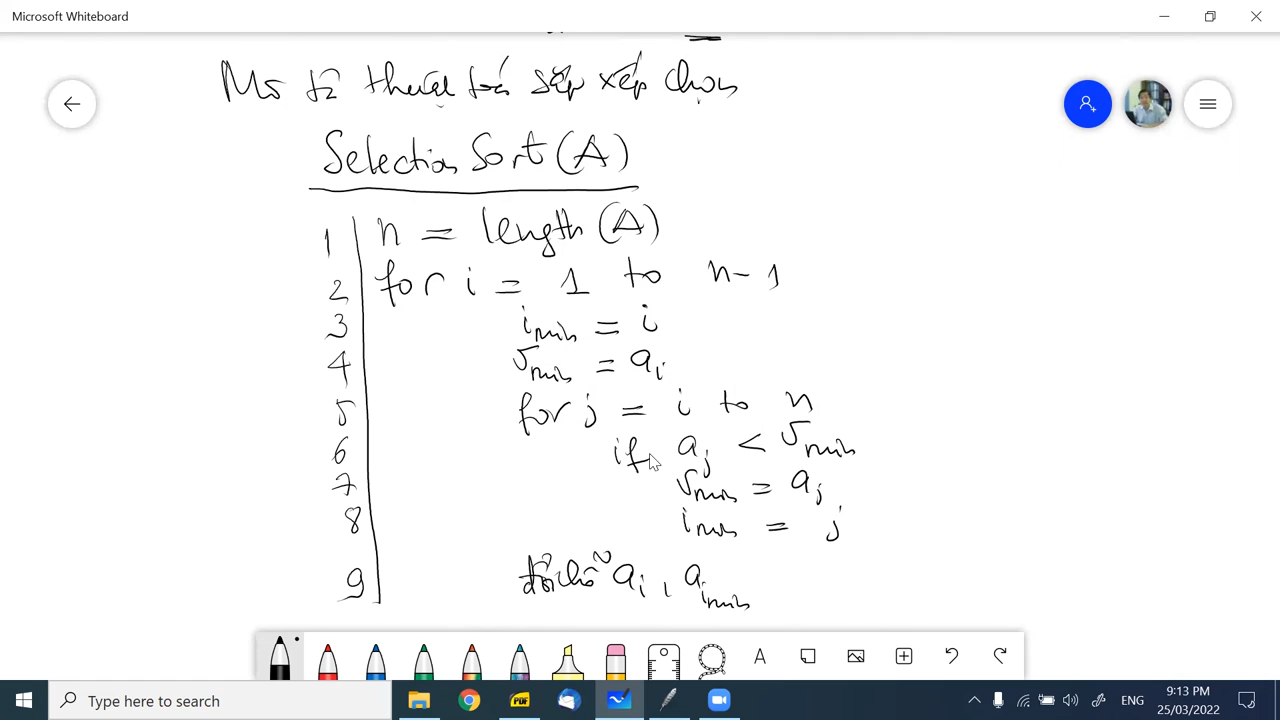 Microsoft Whiteboard
Mô tả thuật toán sắp xếp chọn
Selection Sort (A)
1 n = length (A)
2 for i = 1 to n-1
3 imin = i
4 vmin = ai
5 for j = i to n
6 if aj < vmin
7 vmin = aj
8 imin = j
9 đổi chỗ ai, aimin
A
Type here to search
PDF
ENG
9:13 PM
25/03/2022